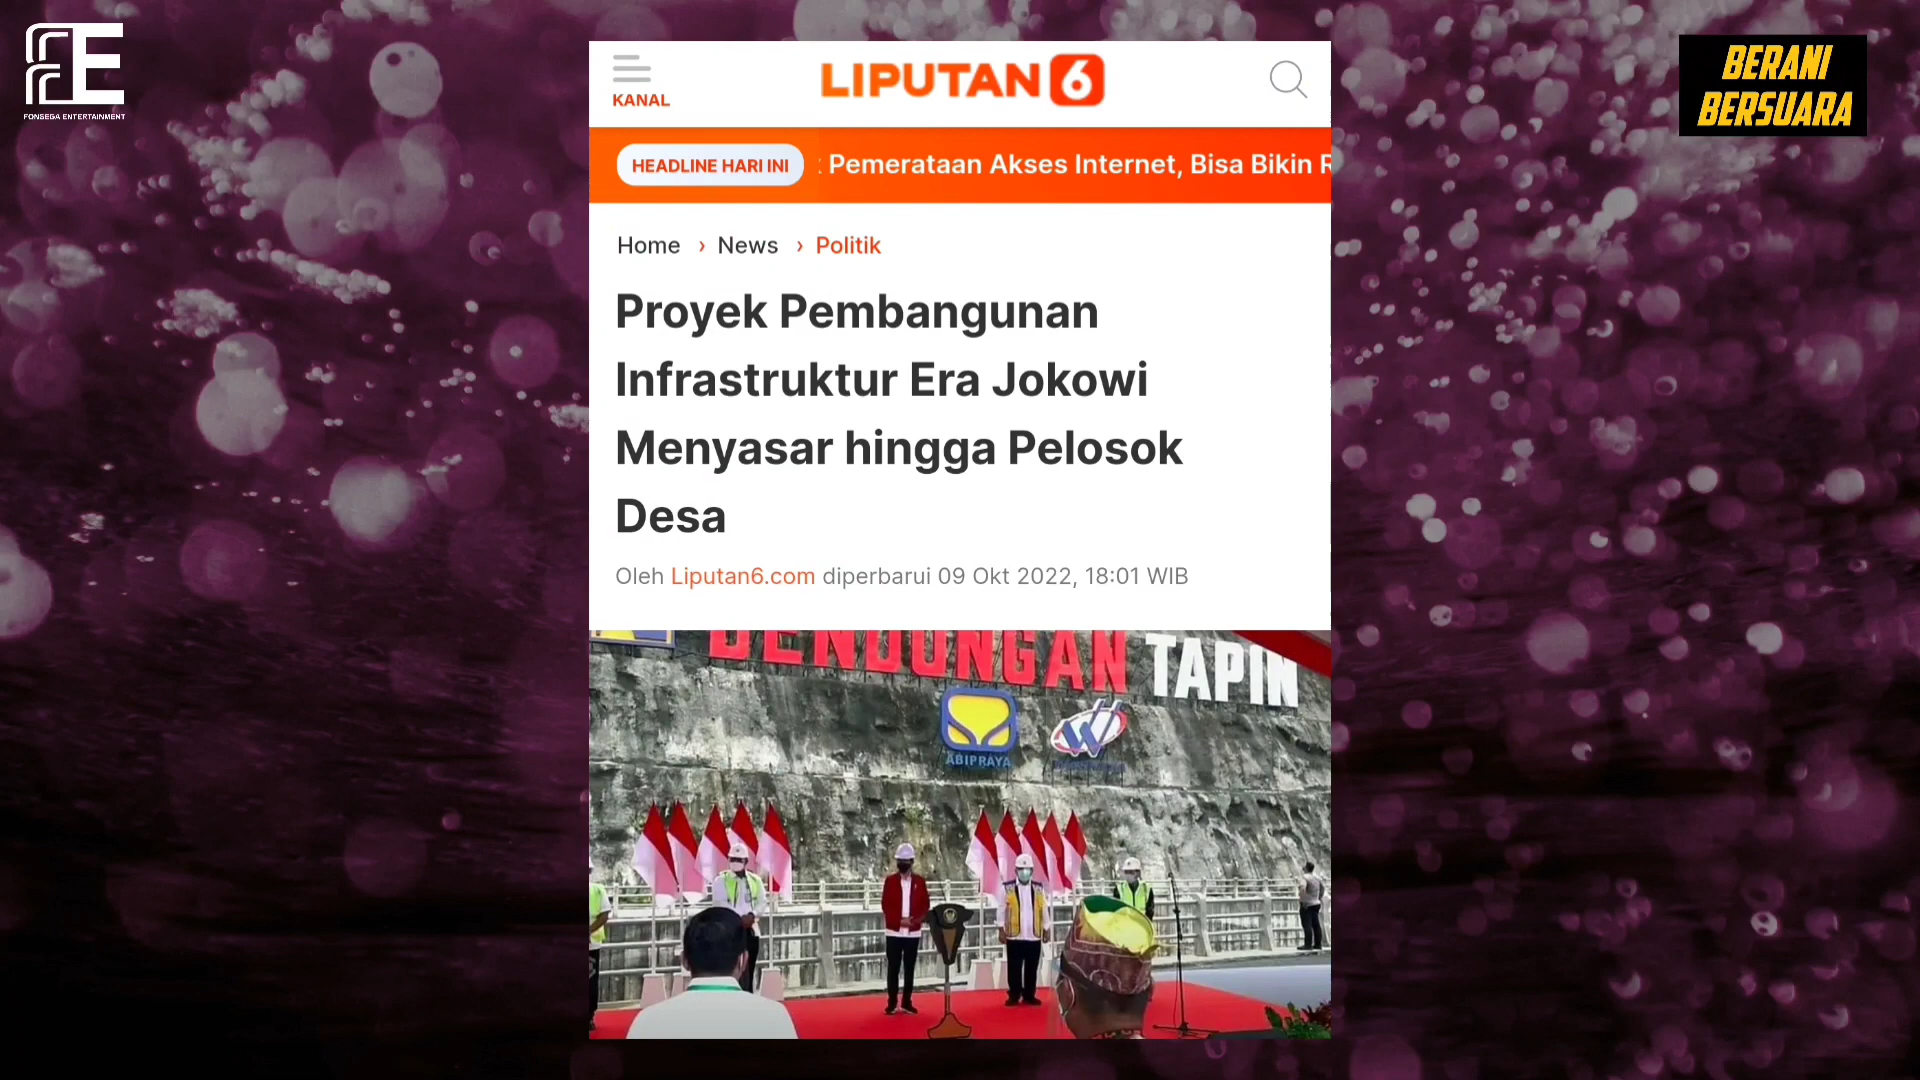 FE
FONSEGA ENTERTAINMENT
BERANI
BERSUARA
KANAL
LIPUTAN 6
HEADLINE HARI INI
Pemerataan Akses Internet, Bisa Bikin
Home › News › Politik
Proyek Pembangunan
Infrastruktur Era Jokowi
Menyasar hingga Pelosok
Desa
Oleh Liputan6.com diperbarui 09 Okt 2022, 18:01 WIB
BENDUNGAN TAPIN
ABIPRAYA